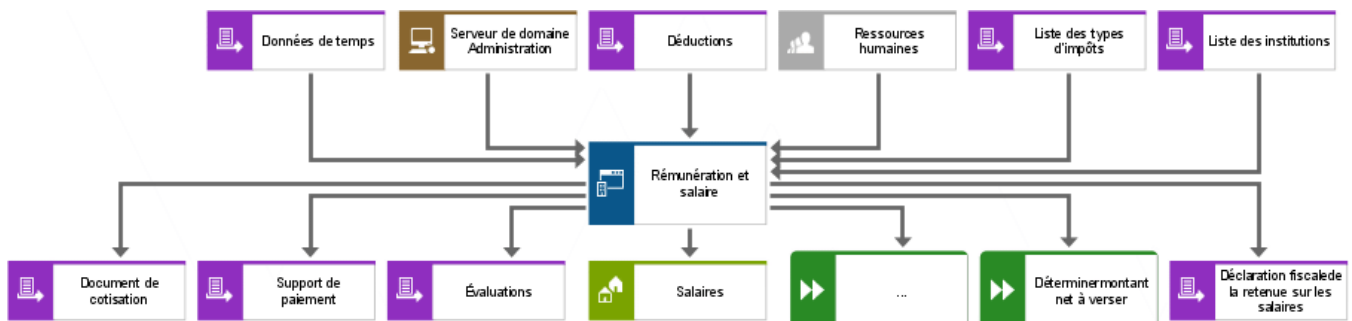 Données de temps
Serveur de domaine
Administration
Déductions
Ressources
humaines
Liste des types
d'impôts
Liste des institutions
Rémunération et
salaire
Document de
cotisation
Support de
paiement
Évaluations
Salaires
...
Déterminermontant
net à verser
Déclaration fiscalede
la retenue sur les
salaires